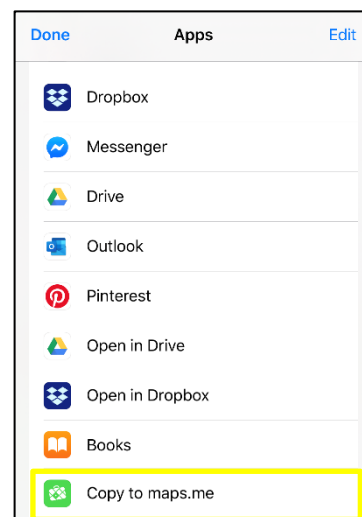 Done Apps Edit
Dropbox
Messenger
Drive
Outlook
Pinterest
Open in Drive
Open in Dropbox
Books
Copy to maps.me